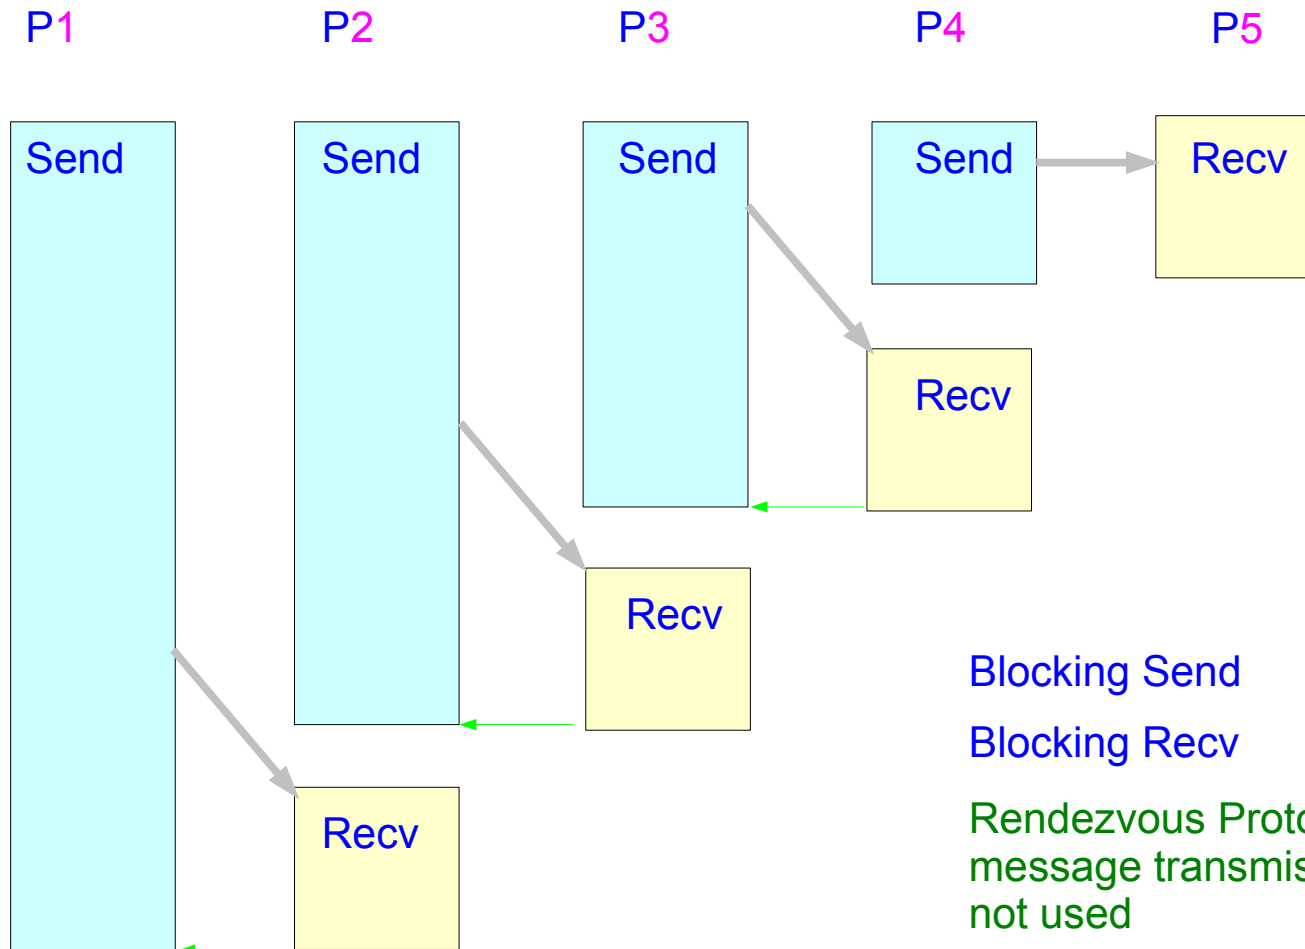 P1 P2 P3 P4 P5
Send Send Send Send Recv
Recv
Recv
Recv
Blocking Send
Blocking Recv
Rendezvous
message
not used